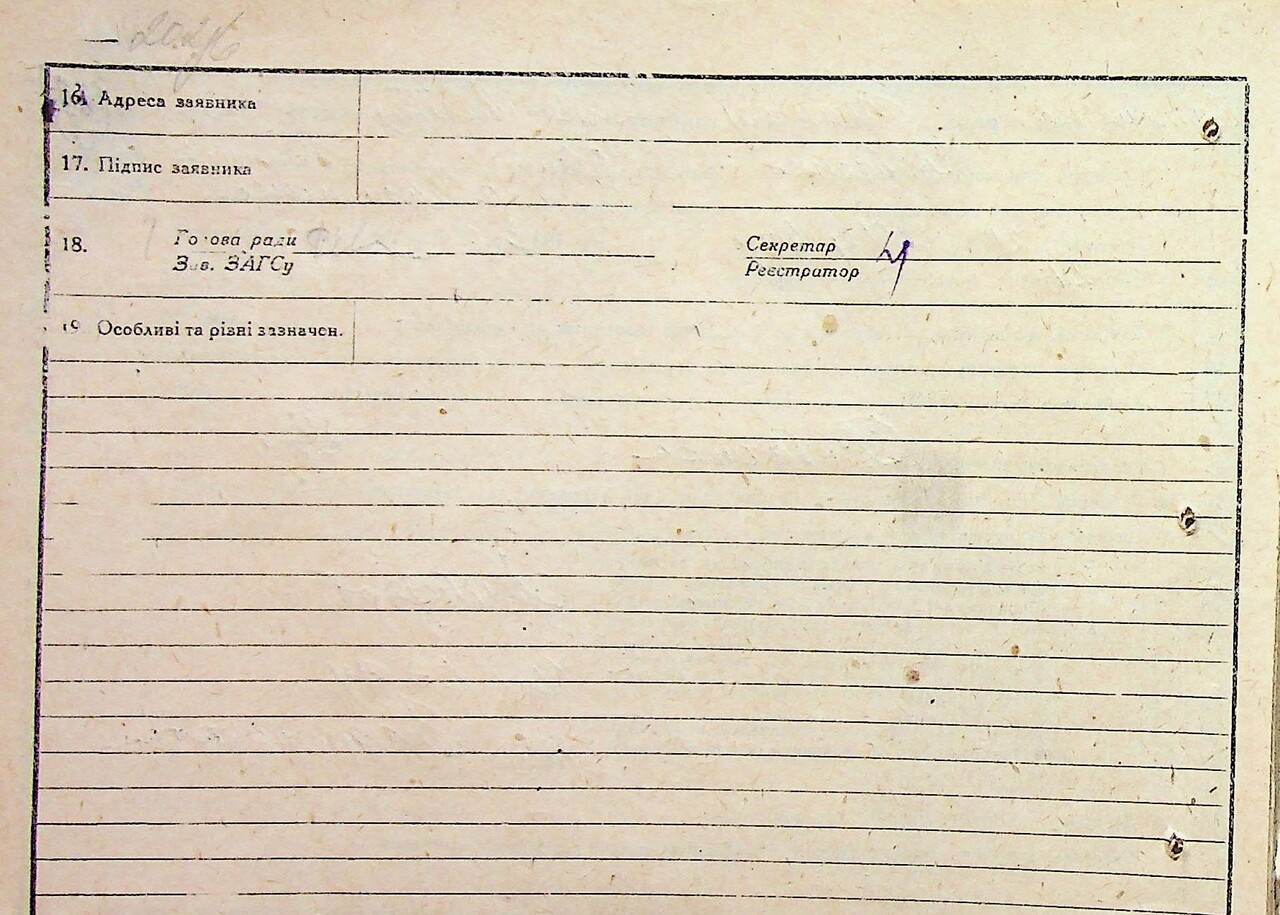 16. Адреса заявника
17. Підпис заявника
18. Голова ради Секретар
Зав. ЗАГСу Реєстратор
19. Особливі та різні зазначен.